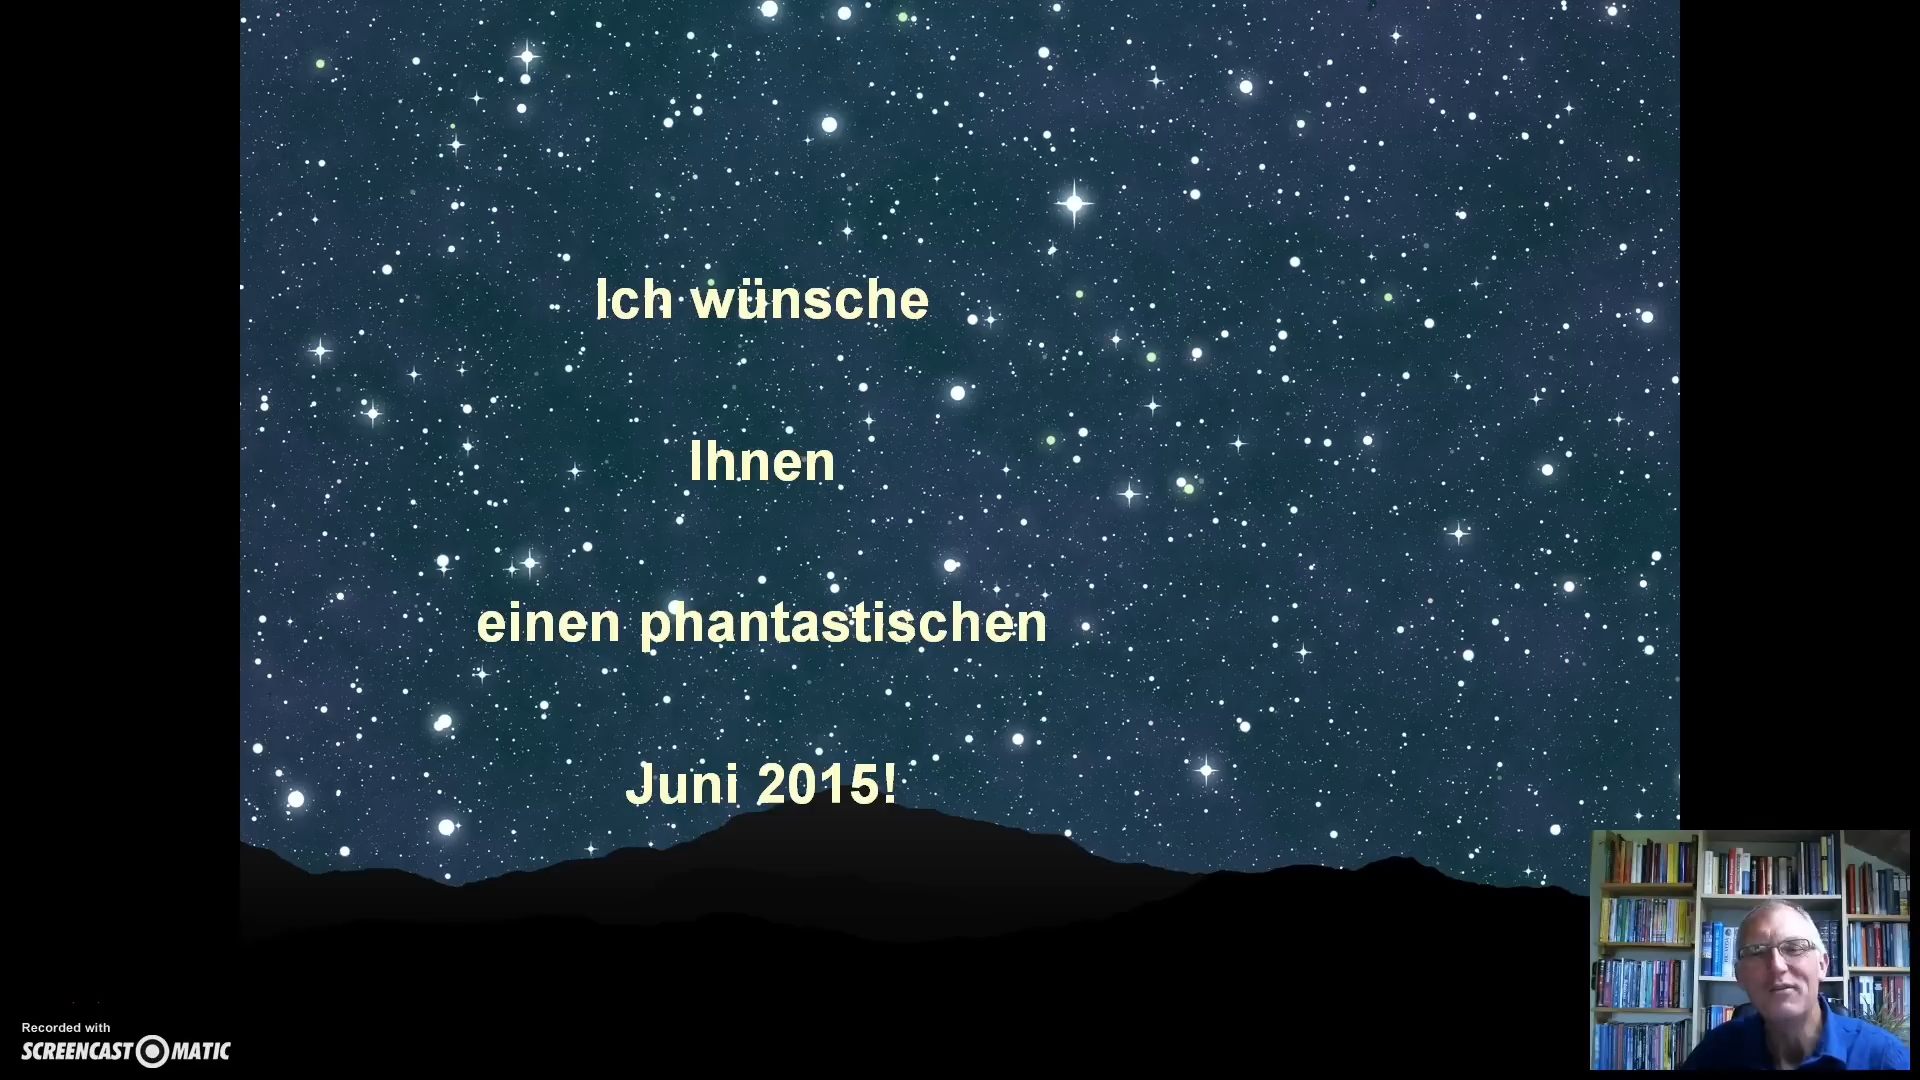 Ich wünsche
Ihnen
einen phantastischen
Juni 2015!
Recorded with
SCREENCAST MATIC